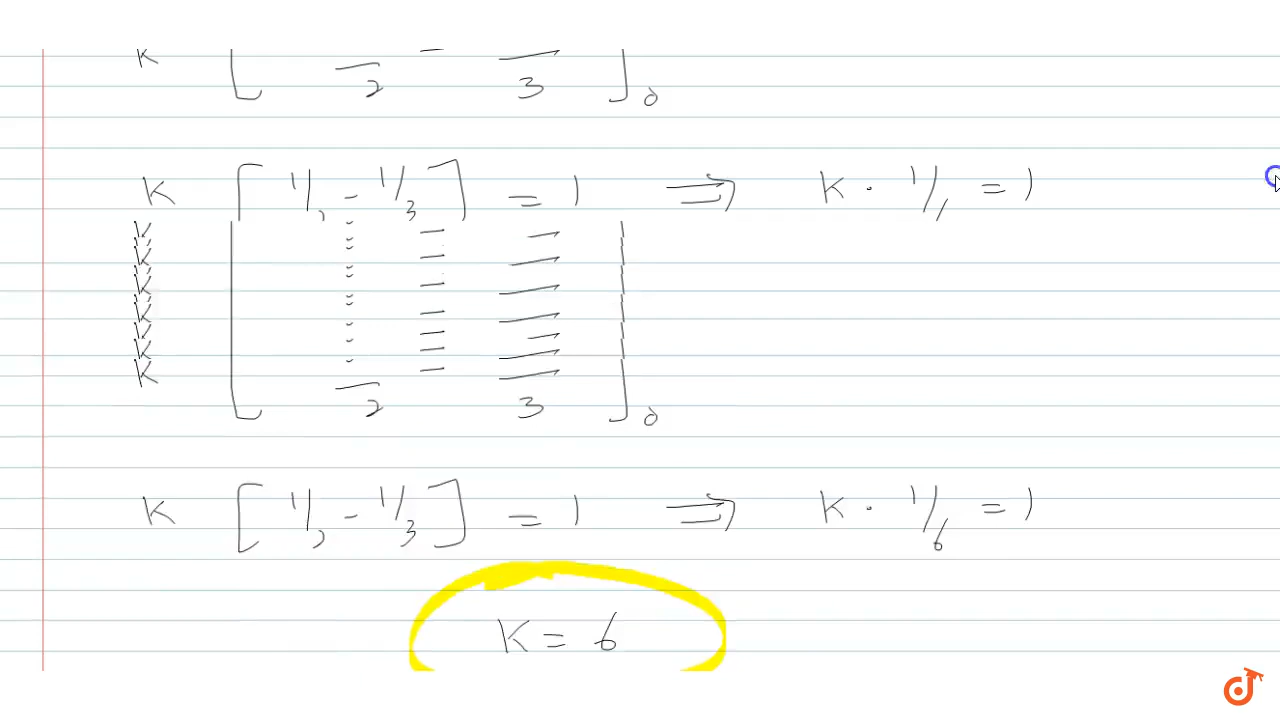 K [ 2 - 3 ]0
K [ 1/2 - 1/3 ] = 1 ⇒ K · 1/ = 1
K
K
K
K
K
K
K [ 2 - 3 ]0
K [ 1/2 - 1/3 ] = 1 ⇒ K · 1/6 = 1
K = 6